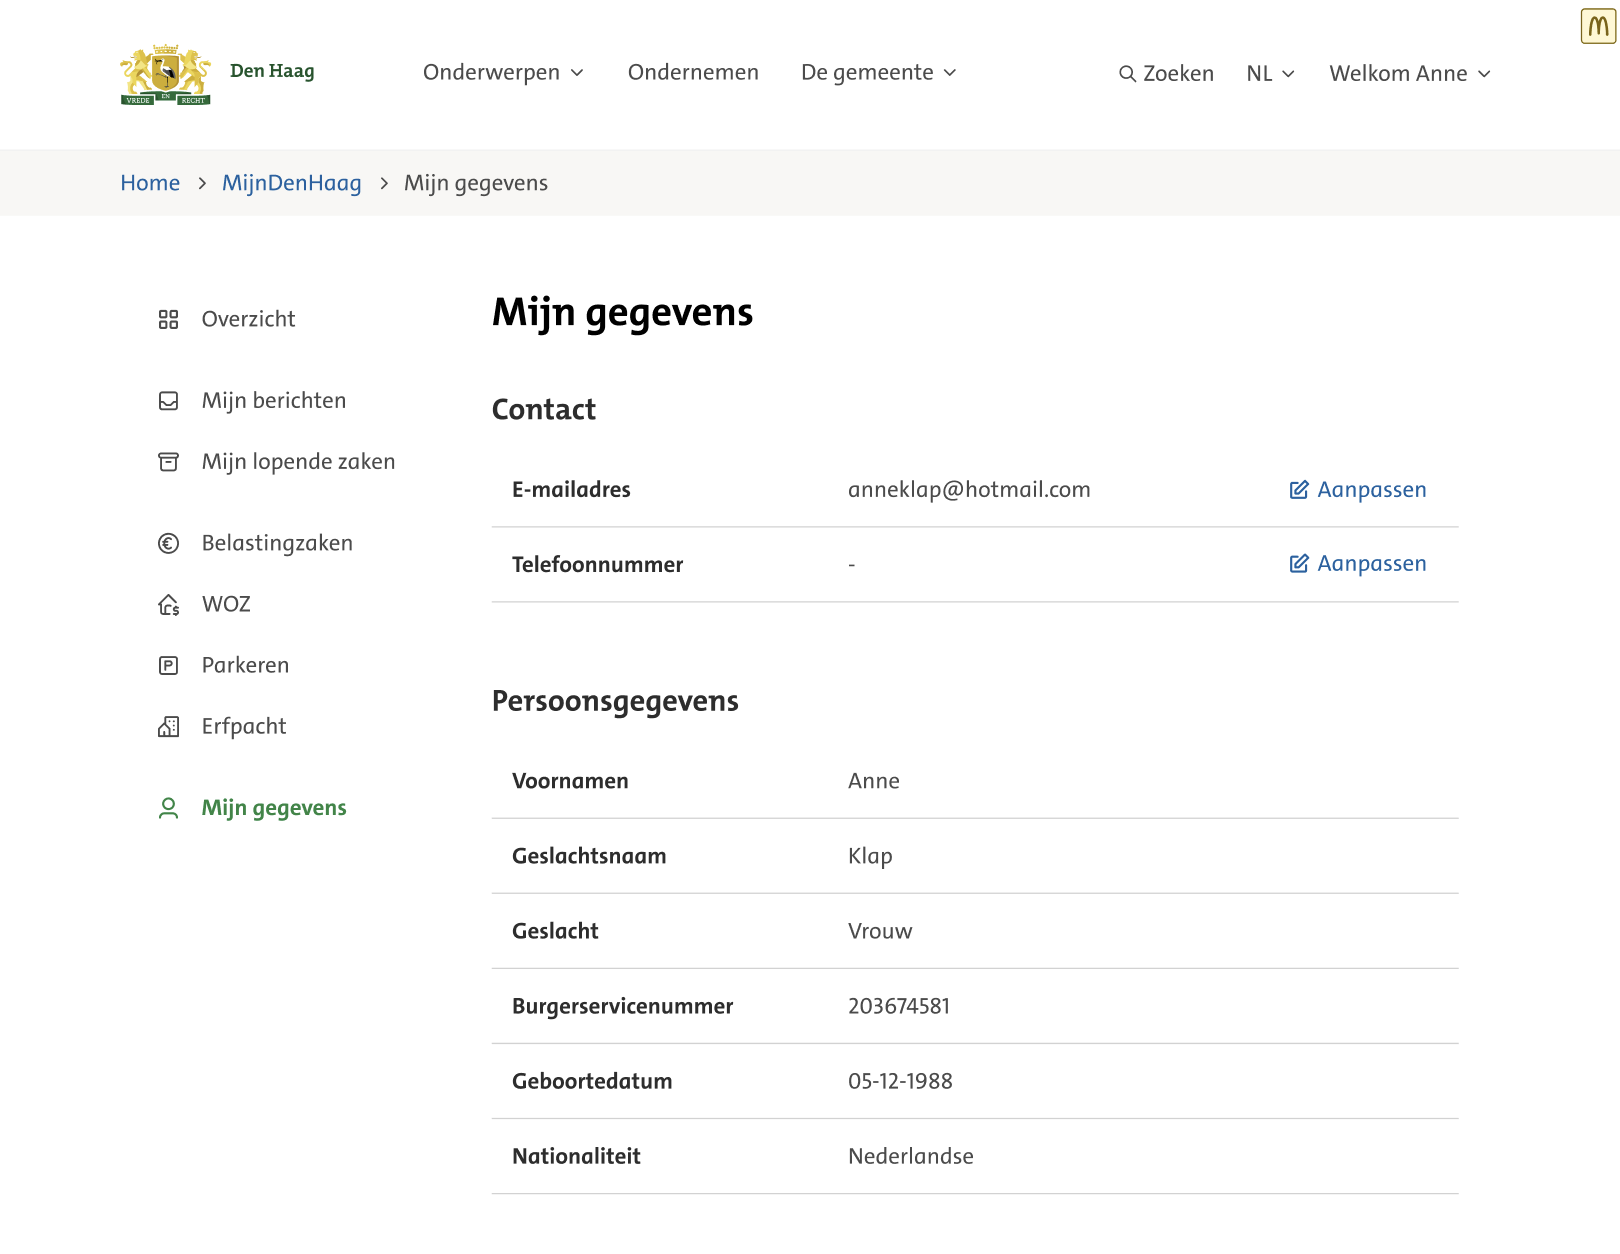 VREDE EN RECHT
Den Haag
Onderwerpen
Ondernemen
De gemeente
Zoeken
NL
Welkom Anne
Home > MijnDenHaag > Mijn gegevens
Overzicht
Mijn berichten
Mijn lopende zaken
Belastingzaken
WOZ
Parkeren
Erfpacht
Mijn gegevens
Mijn gegevens
Contact
E-mailadres anneklap@hotmail.com Aanpassen
Telefoonnummer - Aanpassen
Persoonsgegevens
Voornamen Anne
Geslachtsnaam Klap
Geslacht Vrouw
Burgerservicenummer 203674581
Geboortedatum 05-12-1988
Nationaliteit Nederlandse